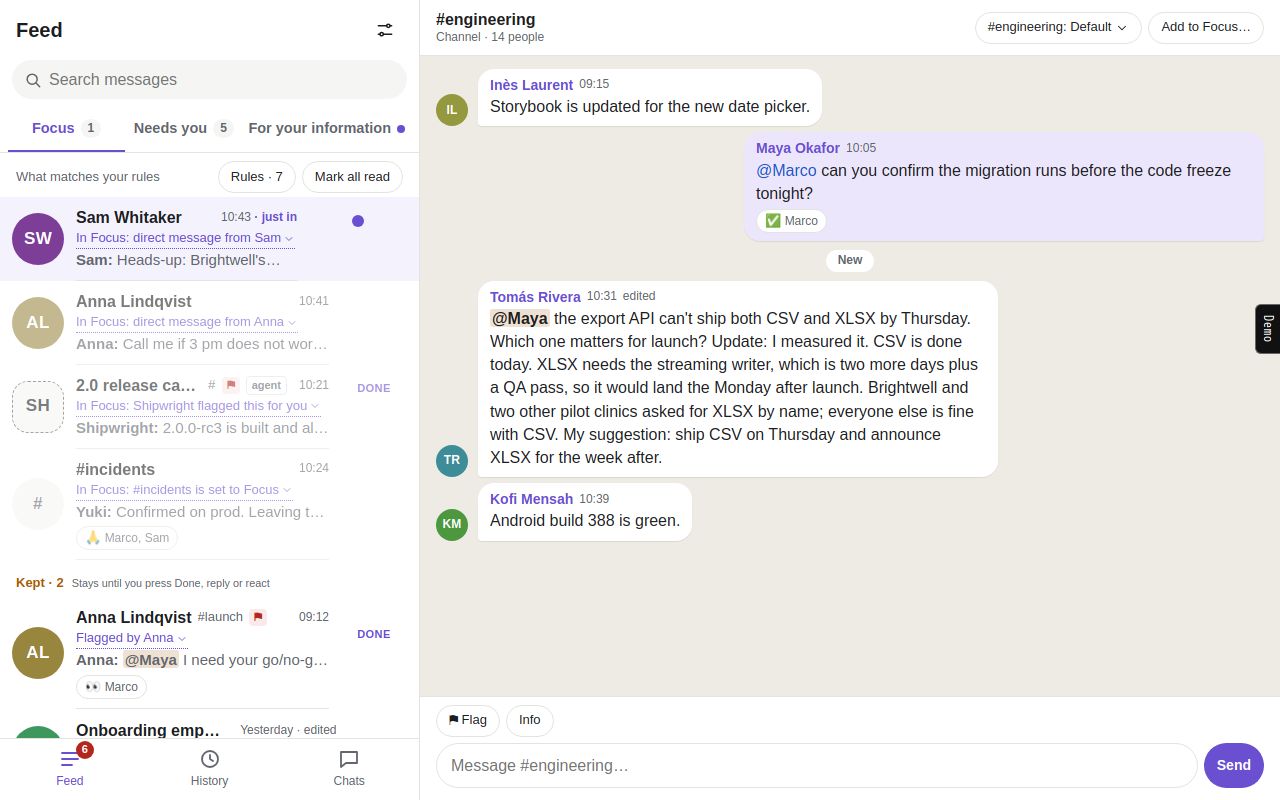 Feed
Search messages
Focus 1
Needs you 5
For your information
What matches your rules
Rules · 7
Mark all read
SW
Sam Whitaker
10:43 · just in
In Focus: direct message from Sam
Sam: Heads-up: Brightwell's…
AL
Anna Lindqvist
10:41
In Focus: direct message from Anna
Anna: Call me if 3 pm does not wor…
SH
2.0 release ca… # agent 10:21
DONE
In Focus: Shipwright flagged this for you
Shipwright: 2.0.0-rc3 is built and al…
#
#incidents
10:24
In Focus: #incidents is set to Focus
Yuki: Confirmed on prod. Leaving t…
🙏 Marco, Sam
Kept · 2 Stays until you press Done, reply or react
AL
Anna Lindqvist #launch 09:12
DONE
Flagged by Anna
Anna: @Maya I need your go/no-g…
👀 Marco
Onboarding emp… Yesterday · edited
6
Feed
History
Chats
#engineering
Channel · 14 people
#engineering: Default
Add to Focus…
IL
Inès Laurent 09:15
Storybook is updated for the new date picker.
Maya Okafor 10:05
@Marco can you confirm the migration runs before the code freeze
tonight?
✅ Marco
New
TR
Tomás Rivera 10:31 edited
@Maya the export API can't ship both CSV and XLSX by Thursday.
Which one matters for launch? Update: I measured it. CSV is done
today. XLSX needs the streaming writer, which is two more days plus
a QA pass, so it would land the Monday after launch. Brightwell and
two other pilot clinics asked for XLSX by name; everyone else is fine
with CSV. My suggestion: ship CSV on Thursday and announce
XLSX for the week after.
KM
Kofi Mensah 10:39
Android build 388 is green.
Demo
Flag
Info
Message #engineering…
Send